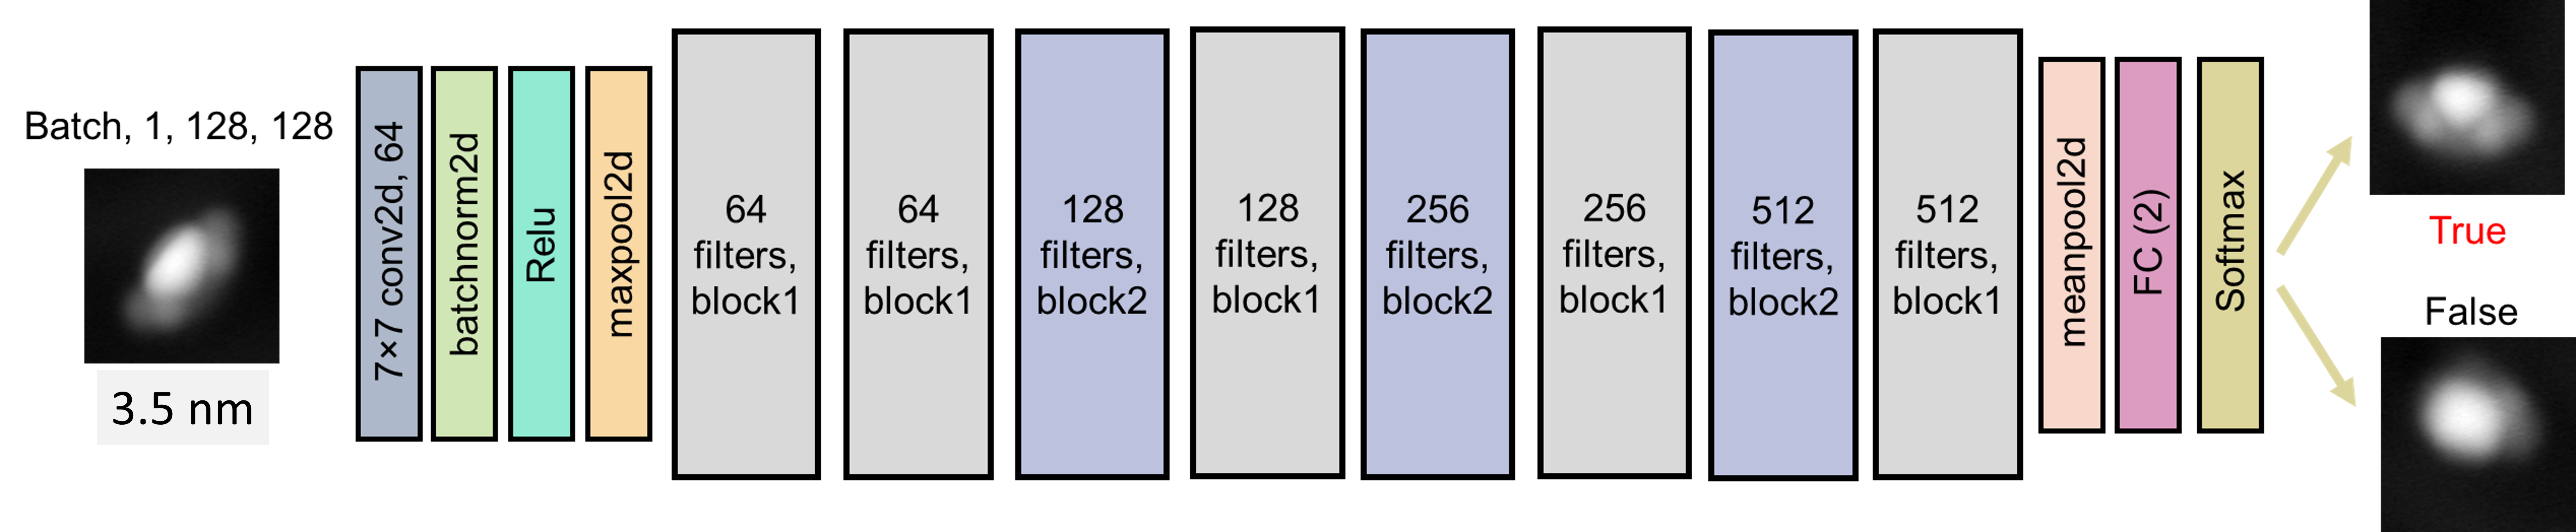 Batch, 1, 128, 128
3.5 nm
7×7 conv2d, 64
batchnorm2d
Relu
maxpool2d
64
filters,
block1
64
filters,
block1
128
filters,
block2
128
filters,
block1
256
filters,
block2
256
filters,
block1
512
filters,
block2
512
filters,
block1
meanpool2d
FC (2)
Softmax
True
False